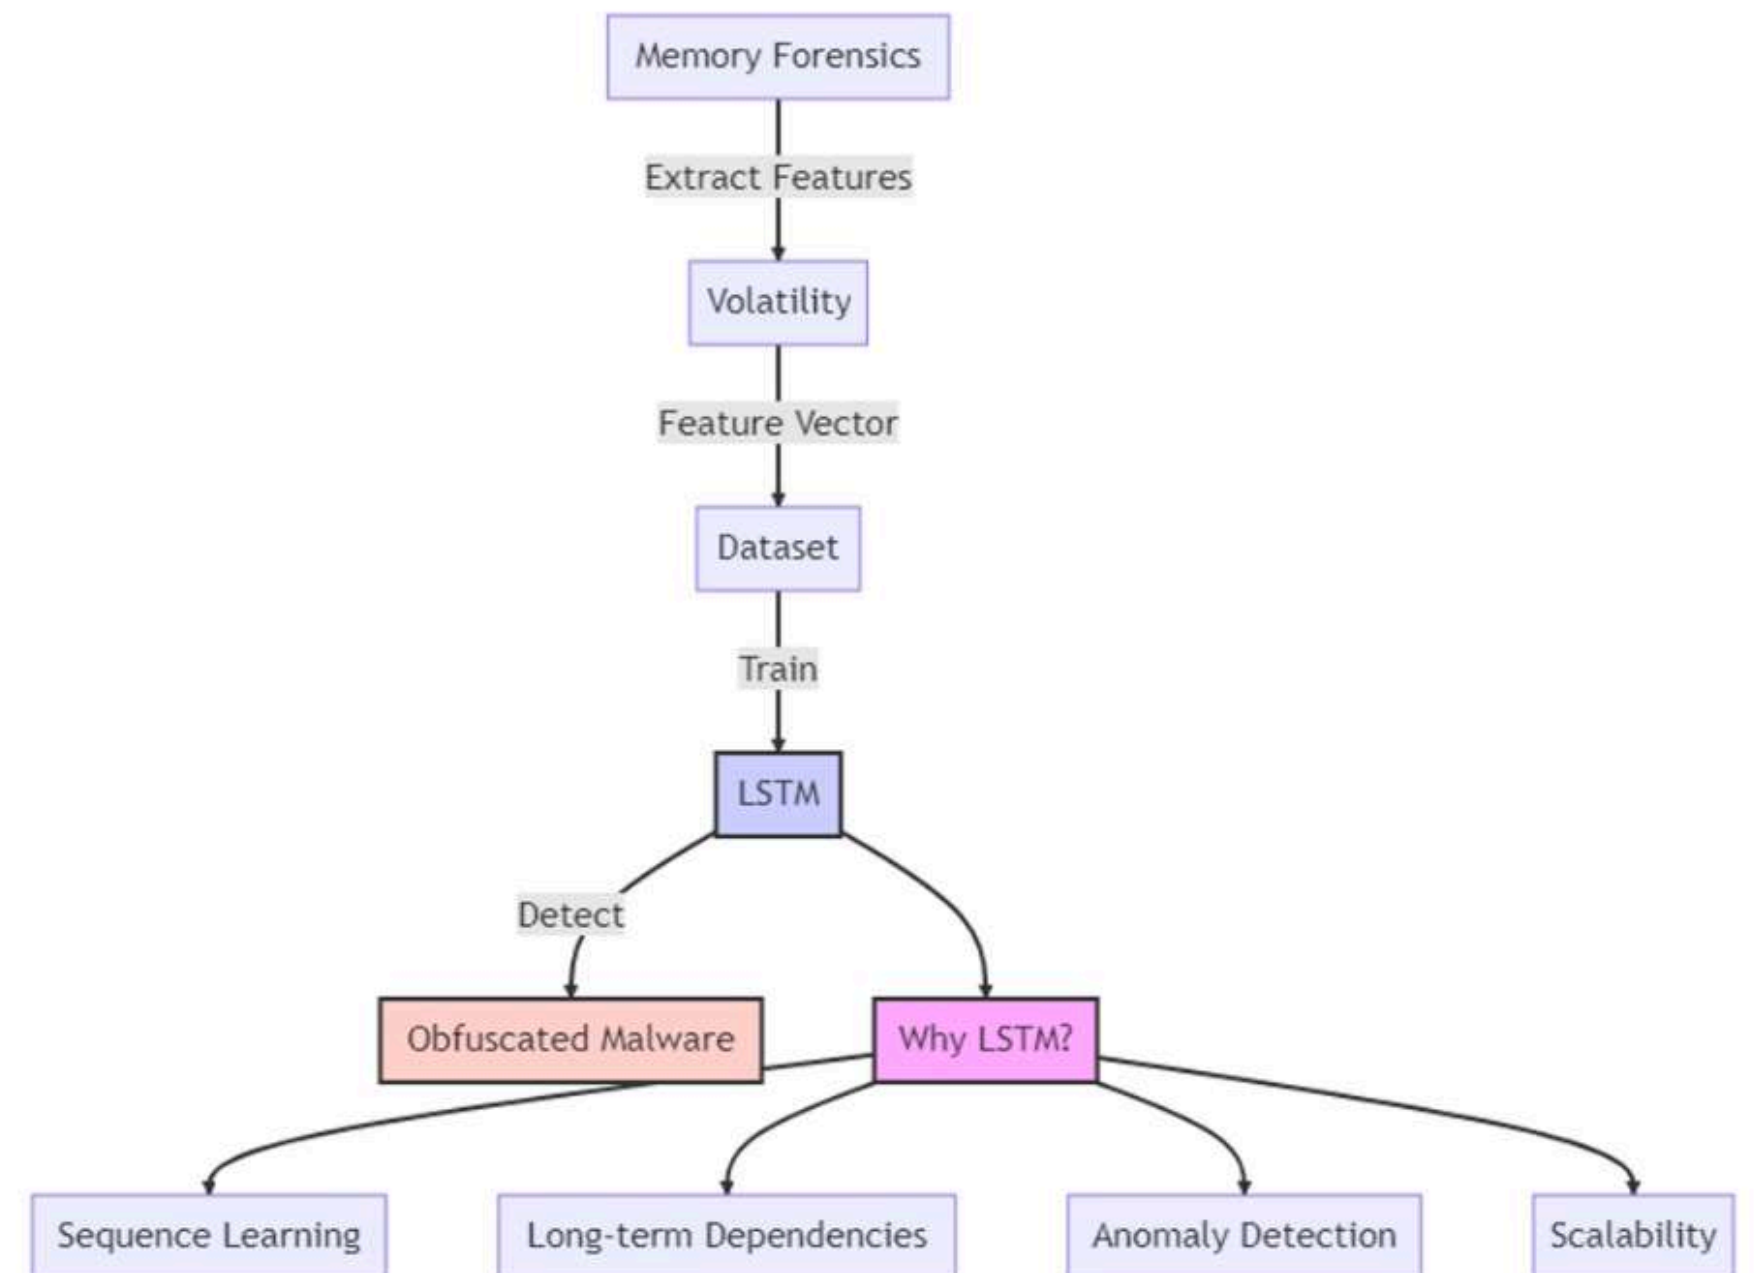 Memory Forensics
Extract Features
Volatility
Feature Vector
Dataset
Train
LSTM
Detect
Obfuscated Malware
Why LSTM?
Sequence Learning
Long-term Dependencies
Anomaly Detection
Scalability